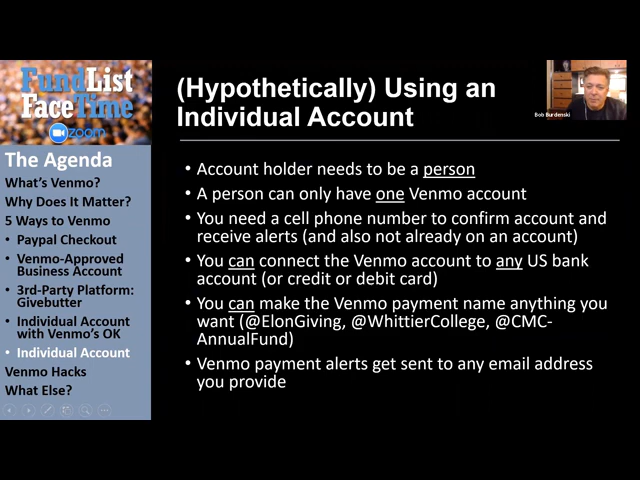 FundList
FaceTime
zoom
The Agenda
What's Venmo?
Why Does It Matter?
5 Ways to Venmo
• Paypal Checkout
• Venmo-Approved
Business Account
• 3rd-Party Platform:
Givebutter
• Individual Account
with Venmo's OK
• Individual Account
Venmo Hacks
What Else?
(Hypothetically) Using an
Individual Account
• Account holder needs to be a person
• A person can only have one Venmo account
• You need a cell phone number to confirm account and
receive alerts (and also not already on an account)
• You can connect the Venmo account to any US bank
account (or credit or debit card)
• You can make the Venmo payment name anything you
want (@ElonGiving, @WhittierCollege, @CMC-
AnnualFund)
• Venmo payment alerts get sent to any email address
you provide
Bob Burdenski